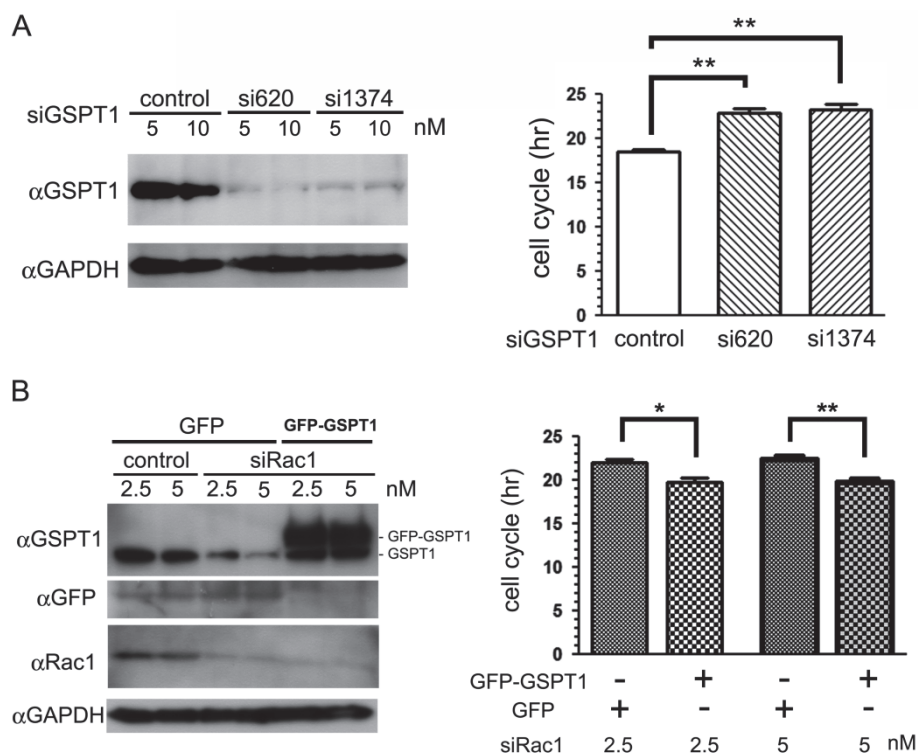 A
siGSPT1 control si620 si1374
5 10 5 10 5 10 nM
αGSPT1
αGAPDH
**
**
25
20
15
10
5
0
cell cycle (hr)
siGSPT1 control si620 si1374
B
GFP GFP-GSPT1
control siRac1
2.5 5 2.5 5 2.5 5 nM
αGSPT1
- GFP-GSPT1
- GSPT1
αGFP
αRac1
αGAPDH
* **
25
20
15
10
5
0
cell cycle (hr)
GFP-GSPT1 - + - +
GFP + - + -
siRac1 2.5 2.5 5 5 nM